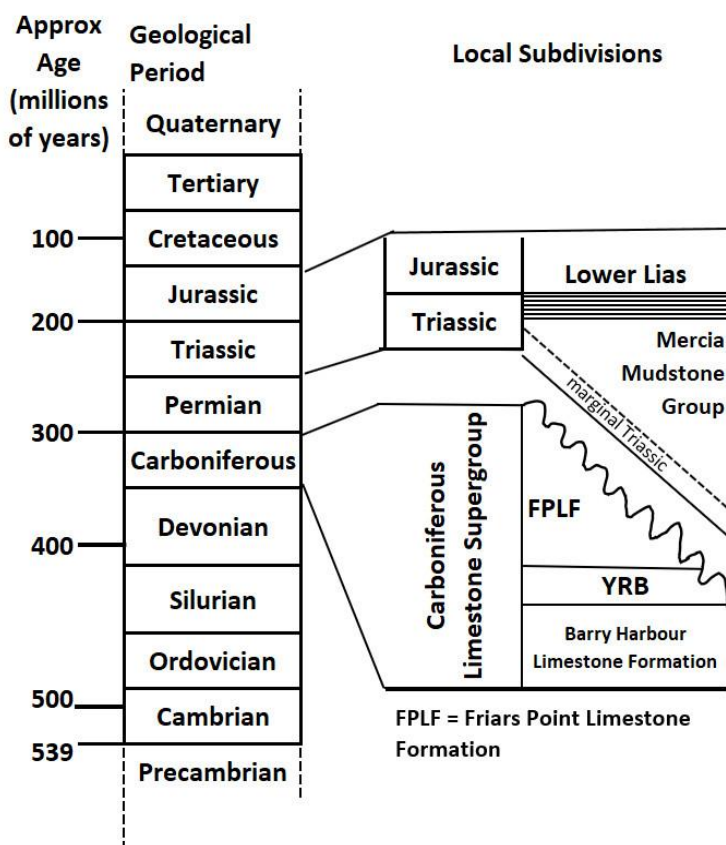 Approx
Age
(millions
of years)
Geological
Period
Local Subdivisions
Quaternary
Tertiary
100
Cretaceous
Jurassic
200
Triassic
Permian
300
Carboniferous
Devonian
400
Silurian
Ordovician
500
Cambrian
539
Precambrian
Jurassic
Lower Lias
Triassic
Mercia
Mudstone
Group
marginal Triassic
Carboniferous
Limestone Supergroup
FPLF
YRB
Barry Harbour
Limestone Formation
FPLF = Friars Point Limestone
Formation